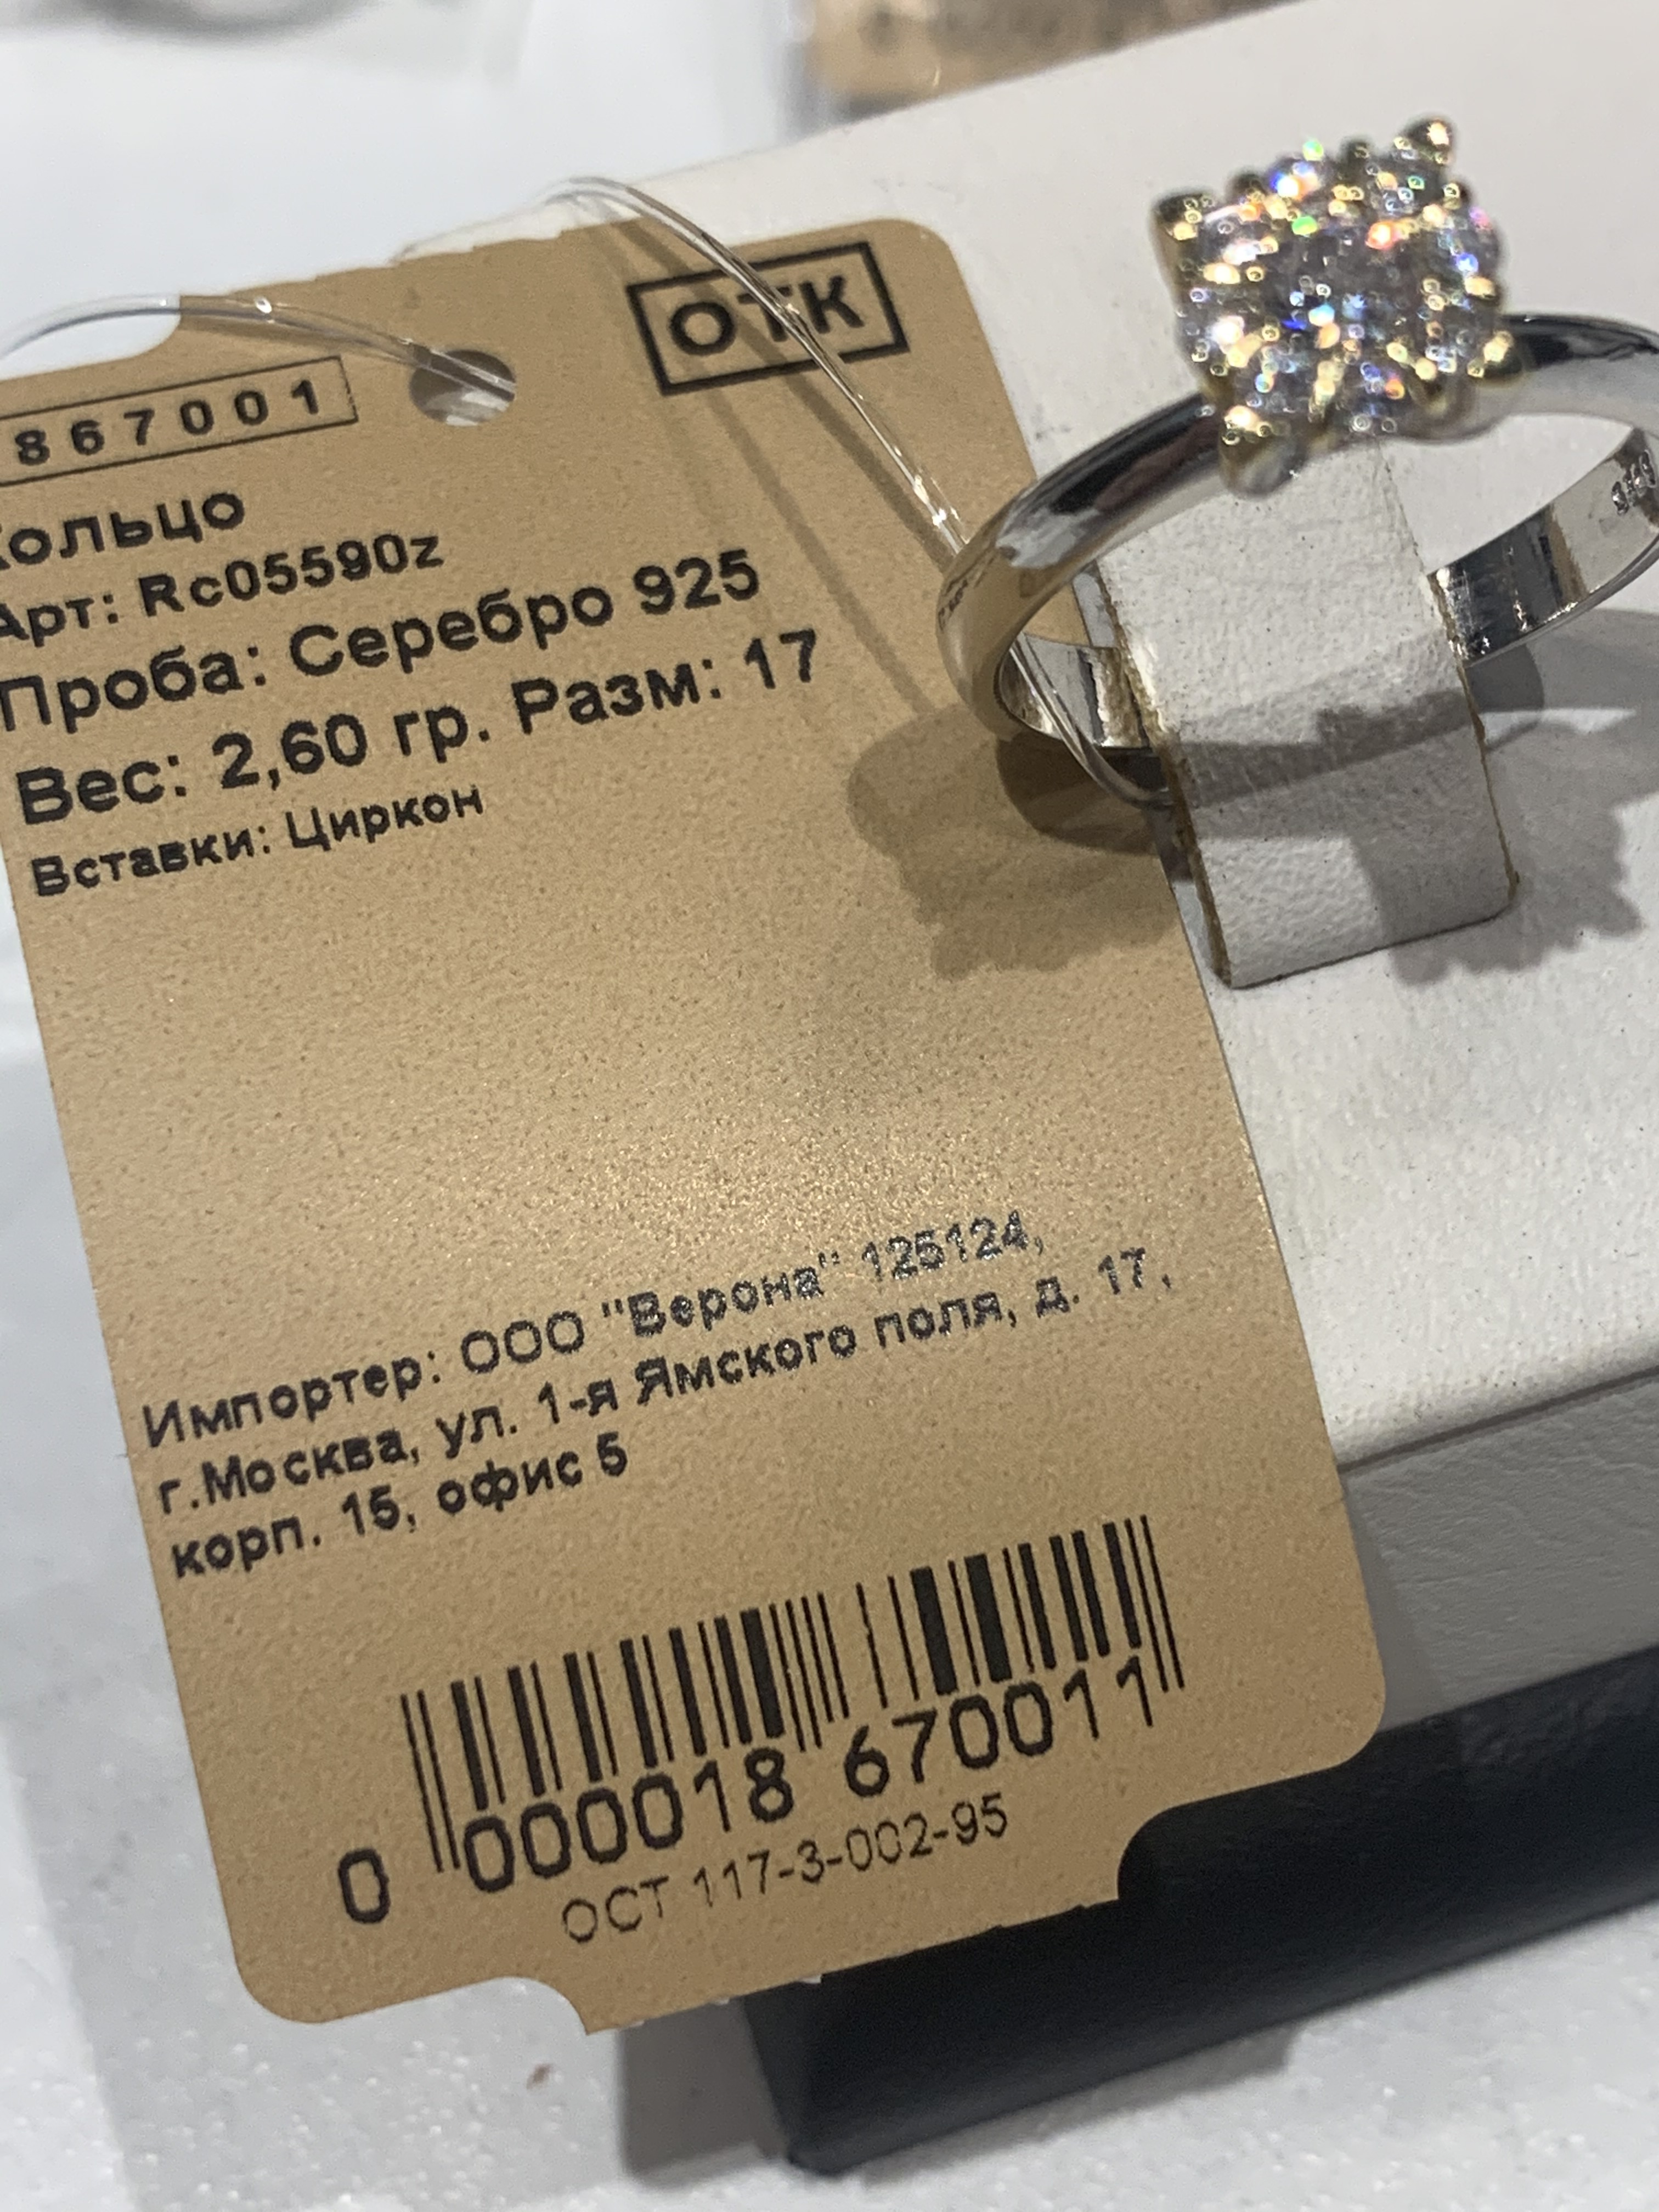 ОТК
867001
Кольцо
Арт: Rc05590z
Проба: Серебро 925
Вес: 2,60 гр. Разм: 17
Вставки: Циркон
Импортер: ООО "Верона" 125124,
г.Москва, ул. 1-я Ямского поля, д. 17,
корп. 15, офис 5
0 000018 670011
ОСТ 117-3-002-95